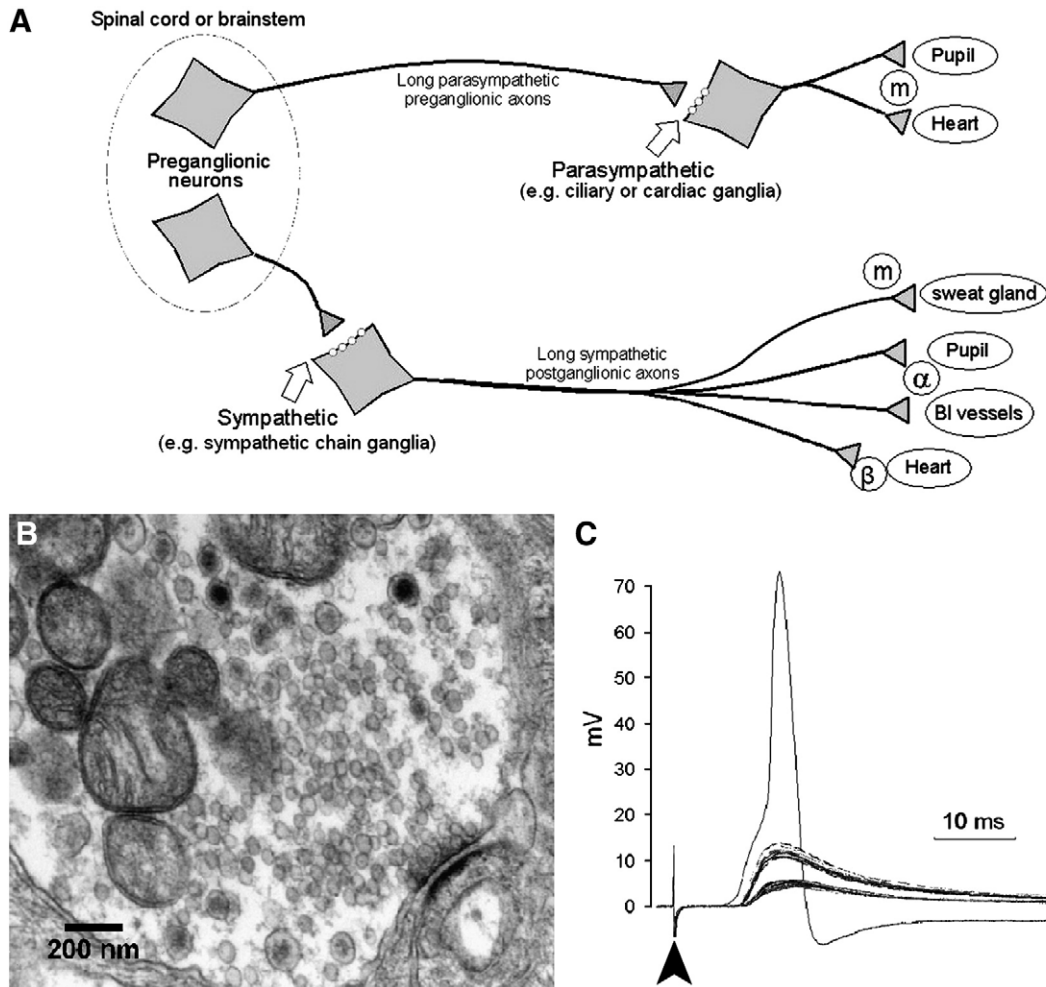 A
Spinal cord or brainstem
Long parasympathetic
preganglionic axons
Preganglionic
neurons
Parasympathetic
(e.g. ciliary or cardiac ganglia)
Pupil
m
Heart
Long sympathetic
postganglionic axons
Sympathetic
(e.g. sympathetic chain ganglia)
m
sweat gland
Pupil
α
Bl vessels
β
Heart
B
200 nm
C
70
60
50
40
30
20
10
0
mV
10 ms